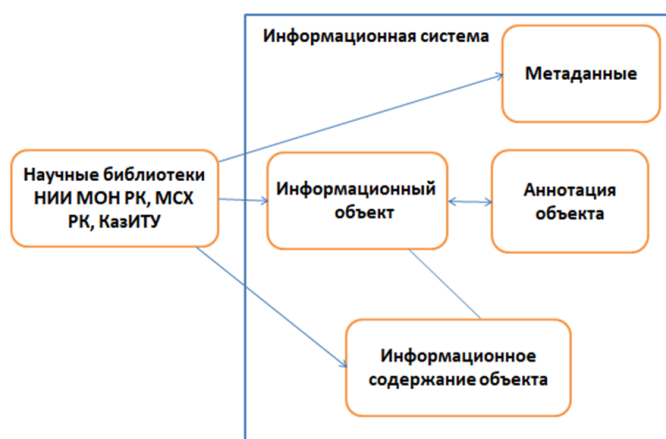 Информационная система
Метаданные
Научные библиотеки
НИИ МОН РК, МСХ
РК, КазИТУ
Информационный
объект
Аннотация
объекта
Информационное
содержание объекта